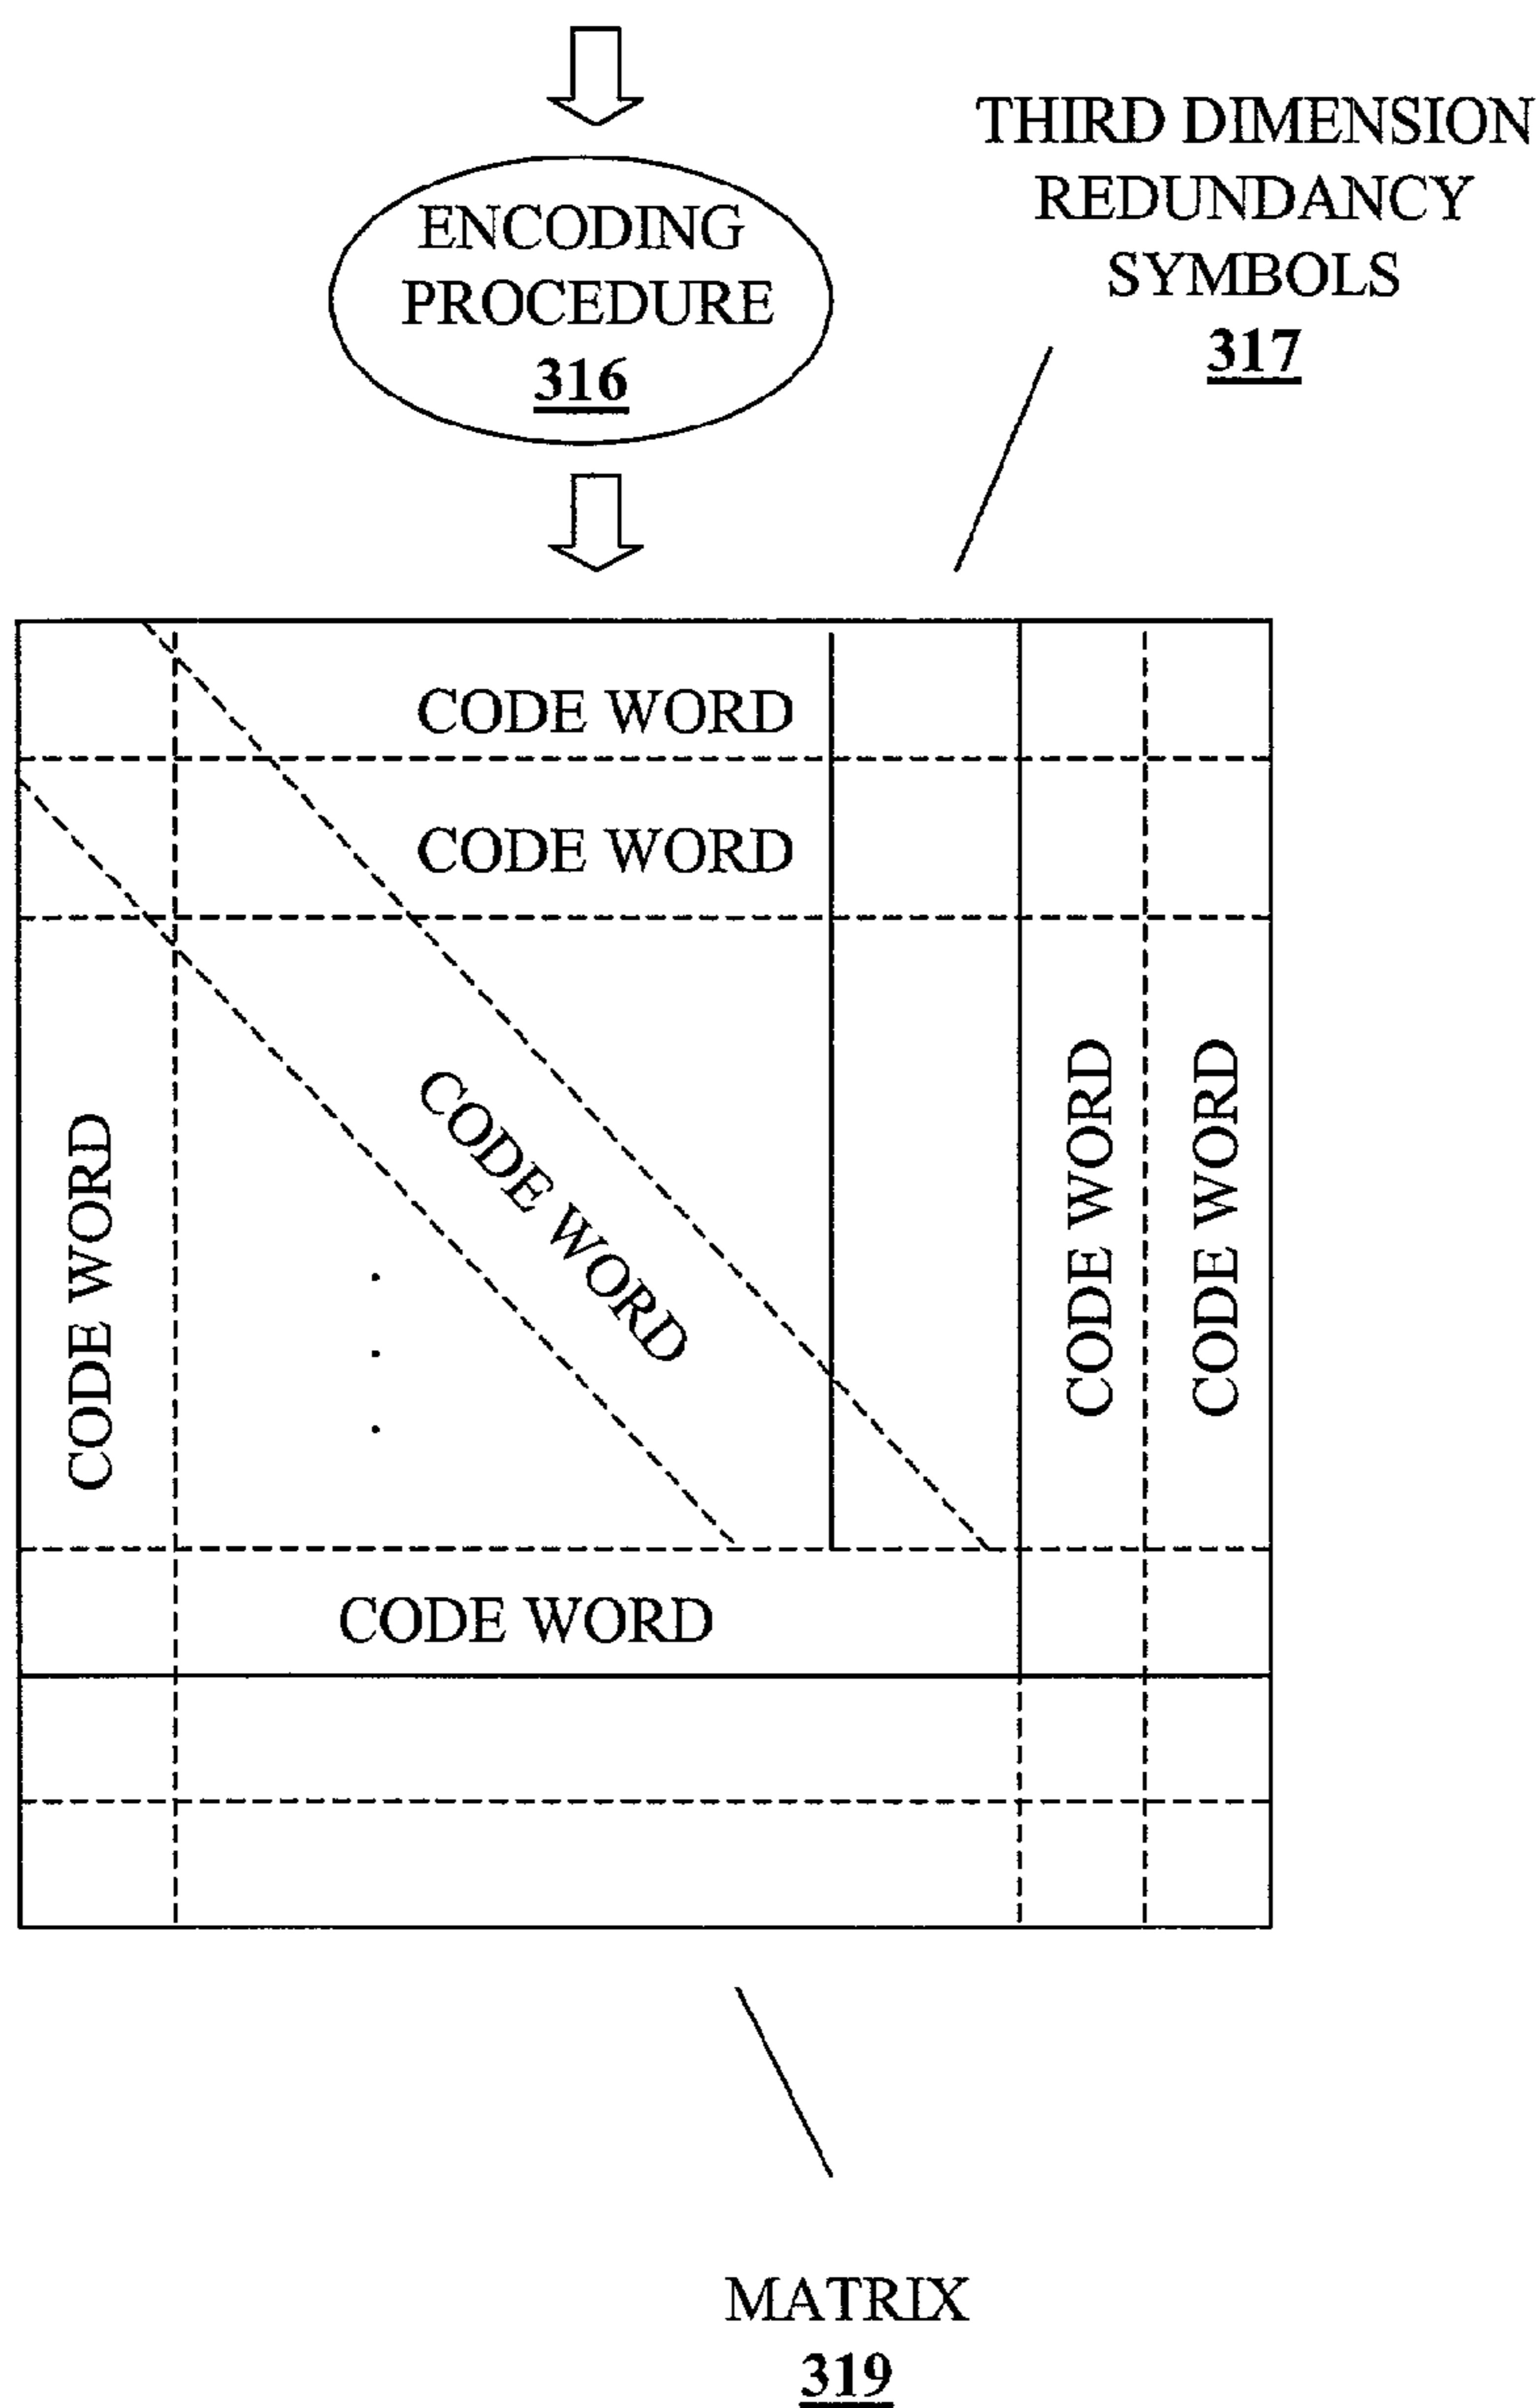 THIRD DIMENSION
REDUNDANCY
SYMBOLS
317
ENCODING
PROCEDURE
316
CODE WORD
CODE WORD
CODE WORD
CODE WORD
CODE WORD
CODE WORD
CODE WORD
MATRIX
319